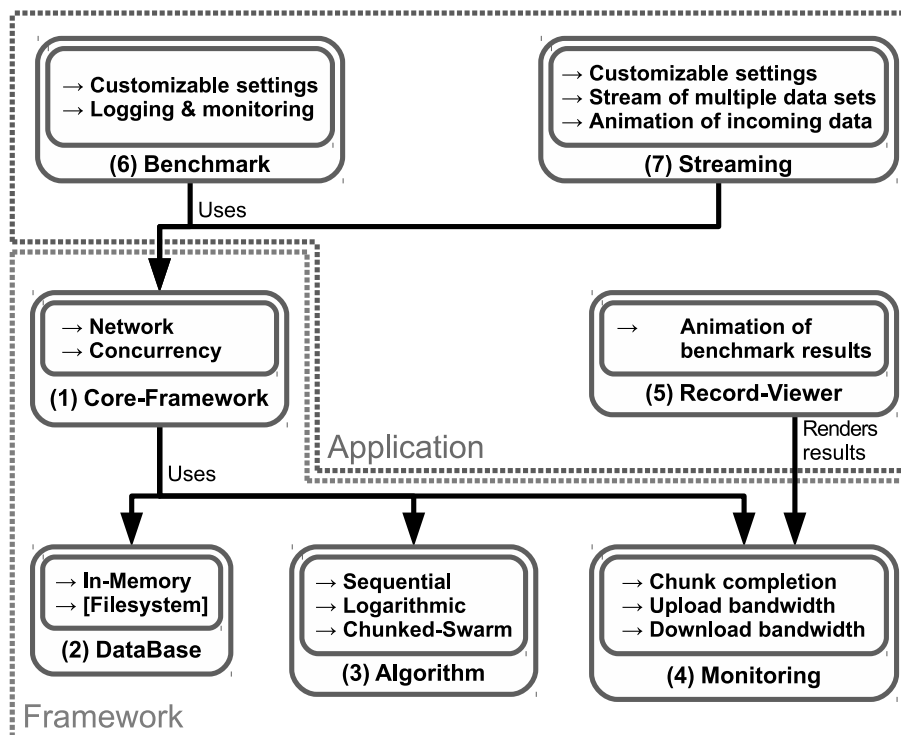 → Customizable settings
→ Logging & monitoring
(6) Benchmark
→ Customizable settings
→ Stream of multiple data sets
→ Animation of incoming data
(7) Streaming
Uses
→ Network
→ Concurrency
(1) Core-Framework
→ Animation of
benchmark results
(5) Record-Viewer
Application
Renders
results
Uses
→ In-Memory
→ [Filesystem]
(2) DataBase
→ Sequential
→ Logarithmic
→ Chunked-Swarm
(3) Algorithm
→ Chunk completion
→ Upload bandwidth
→ Download bandwidth
(4) Monitoring
Framework